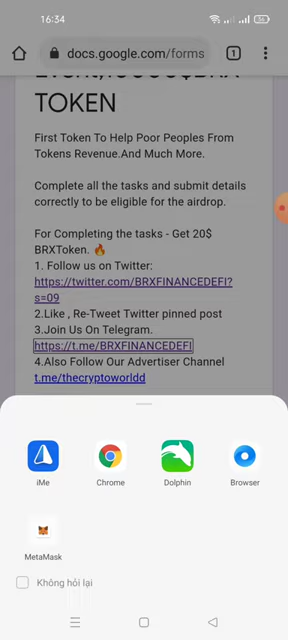 16:34
docs.google.com/forms
1
TOKEN
First Token To Help Poor Peoples From
Tokens Revenue.And Much More.
Complete all the tasks and submit details
correctly to be eligible for the airdrop.
For Completing the tasks - Get 20$
BRXToken. 🔥
1. Follow us on Twitter:
https://twitter.com/BRXFINANCEDEFI?
s=09
2.Like , Re-Tweet Twitter pinned post
3.Join Us On Telegram.
https://t.me/BRXFINANCEDEFI
4.Also Follow Our Advertiser Channel
t.me/thecryptoworldd
iMe
Chrome
Dolphin
Browser
MetaMask
Không hỏi lại